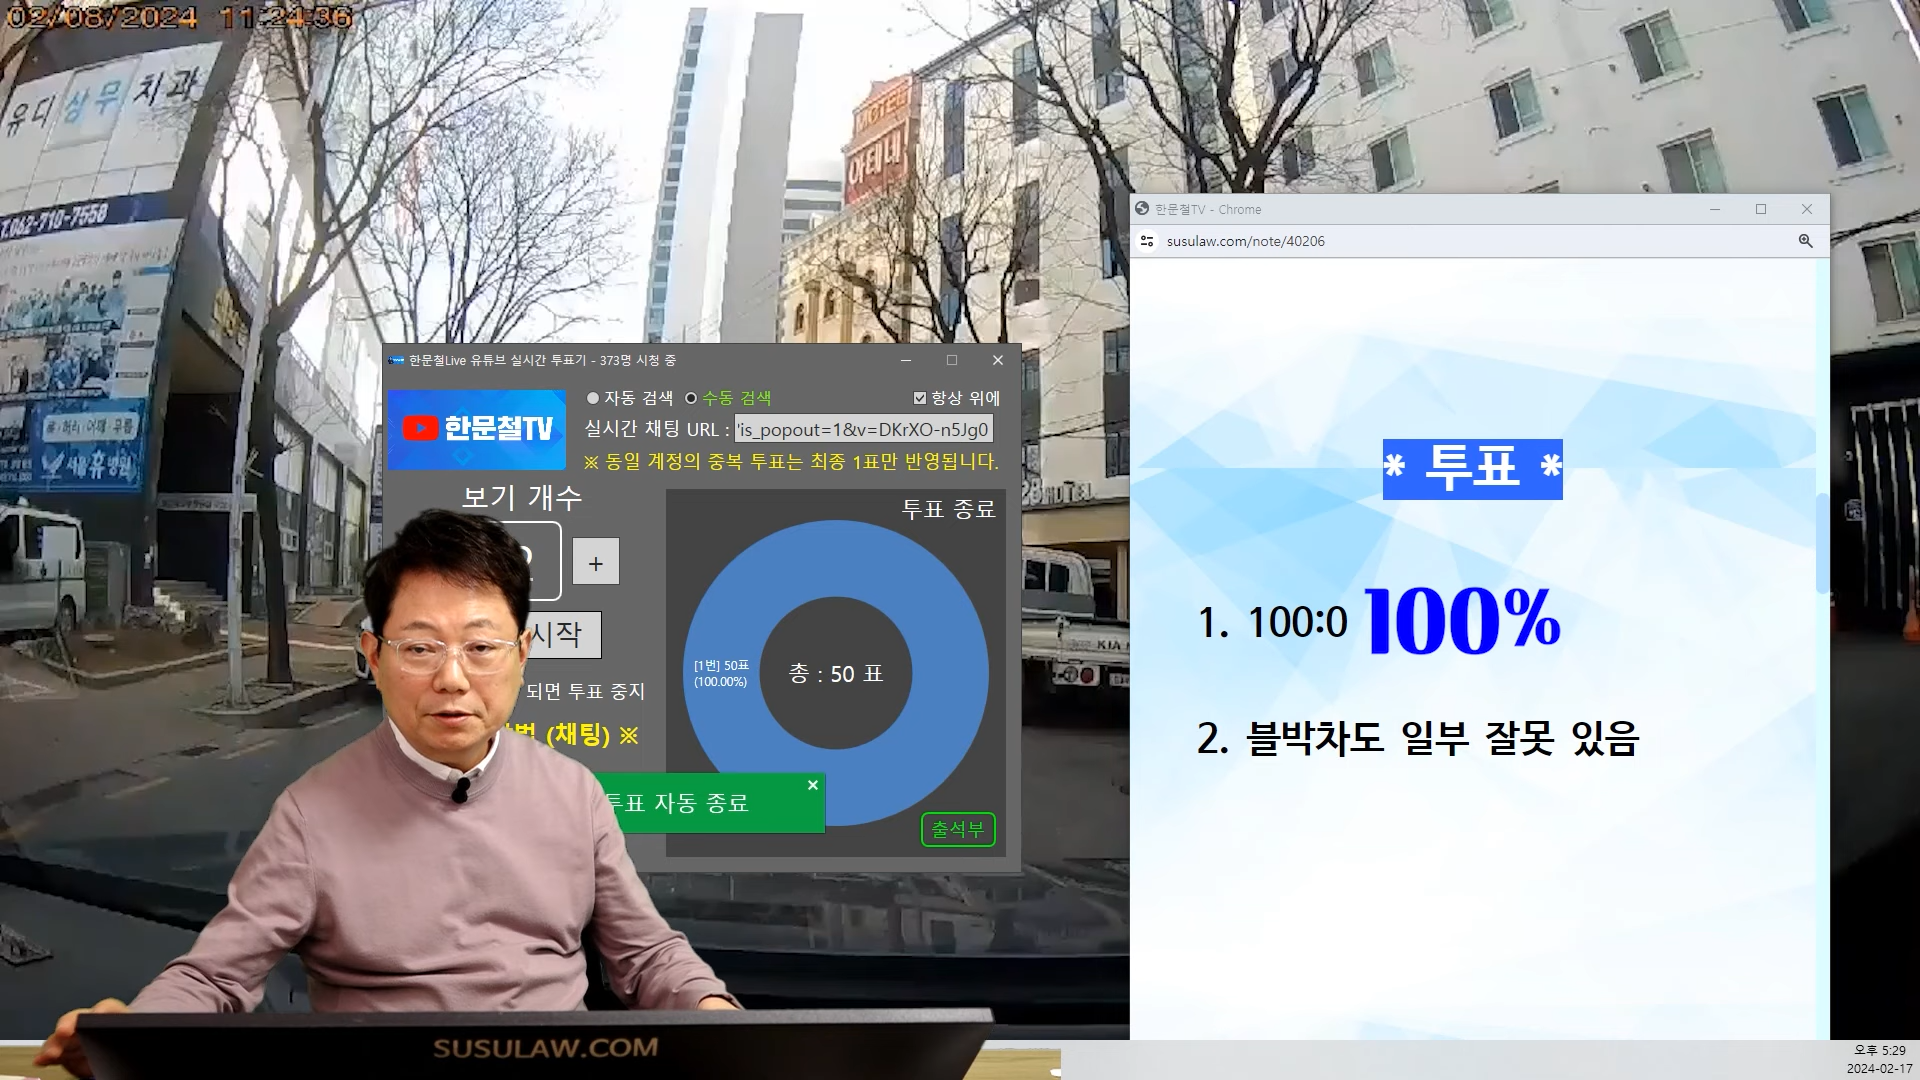 02/08/2024 11:24:36
유디 상무 치과
T.062-710-7558
MOTEL
아테네
한문철Live 유튜브 실시간 투표기 - 373명 시청 중
한문철TV
자동 검색 수동 검색
항상 위에
실시간 채팅 URL : 'is_popout=1&v=DKrXO-n5Jg0
※ 동일 계정의 중복 투표는 최종 1표만 반영됩니다.
보기 개수
+
시작
되면 투표 중지
(채팅) ※
투표 종료
[1번] 50표
(100.00%)
총 : 50 표
투표 자동 종료
출석부
HOTEL
KIA
한문철TV - Chrome
susulaw.com/note/40206
* 투표 *
1. 100:0 100%
2. 블박차도 일부 잘못 있음
SUSULAW.COM
오후 5:29
2024-02-17